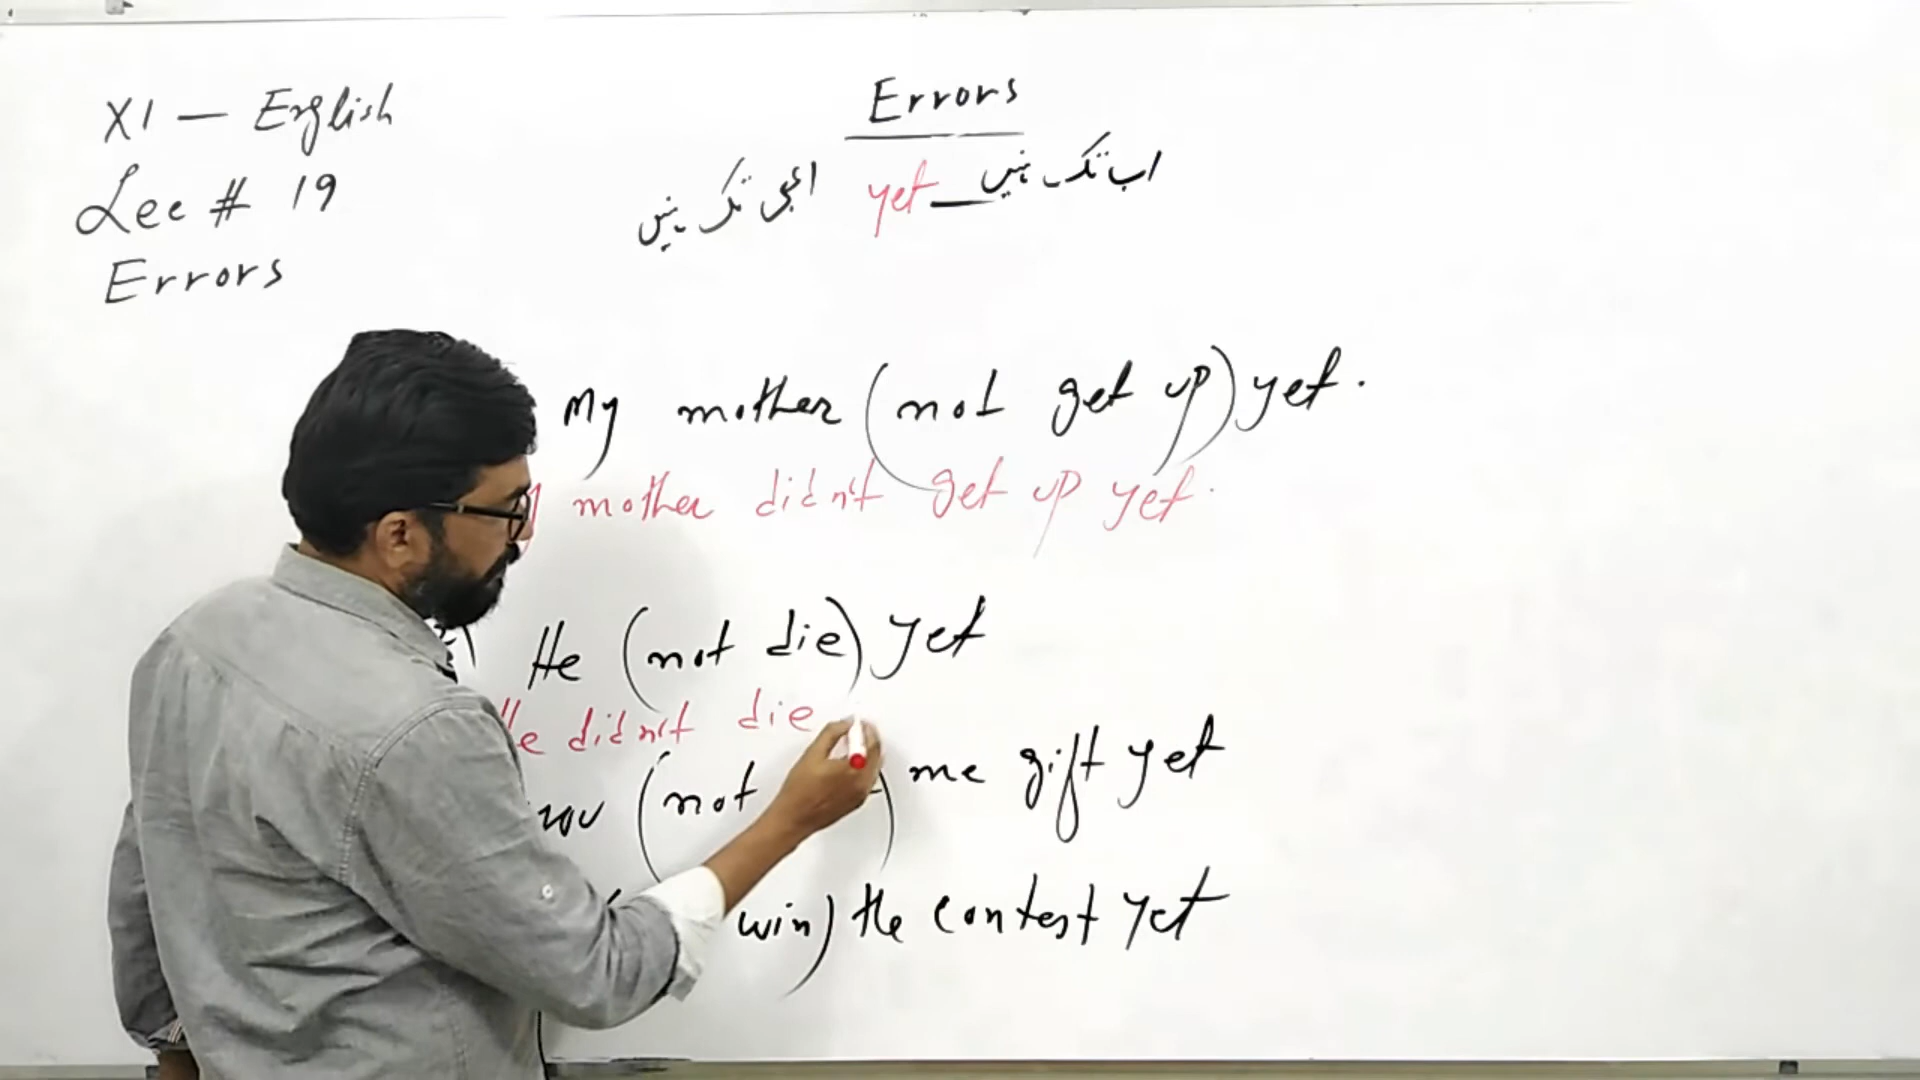 XI — English
Lec # 19
Errors
Errors
ابھی تک نہیں yet — اب تک نہیں
My mother (not get up) yet.
mother didn't get up yet.
He (not die) yet
He didn't die
You (not ) me gift yet
win) the contest yet